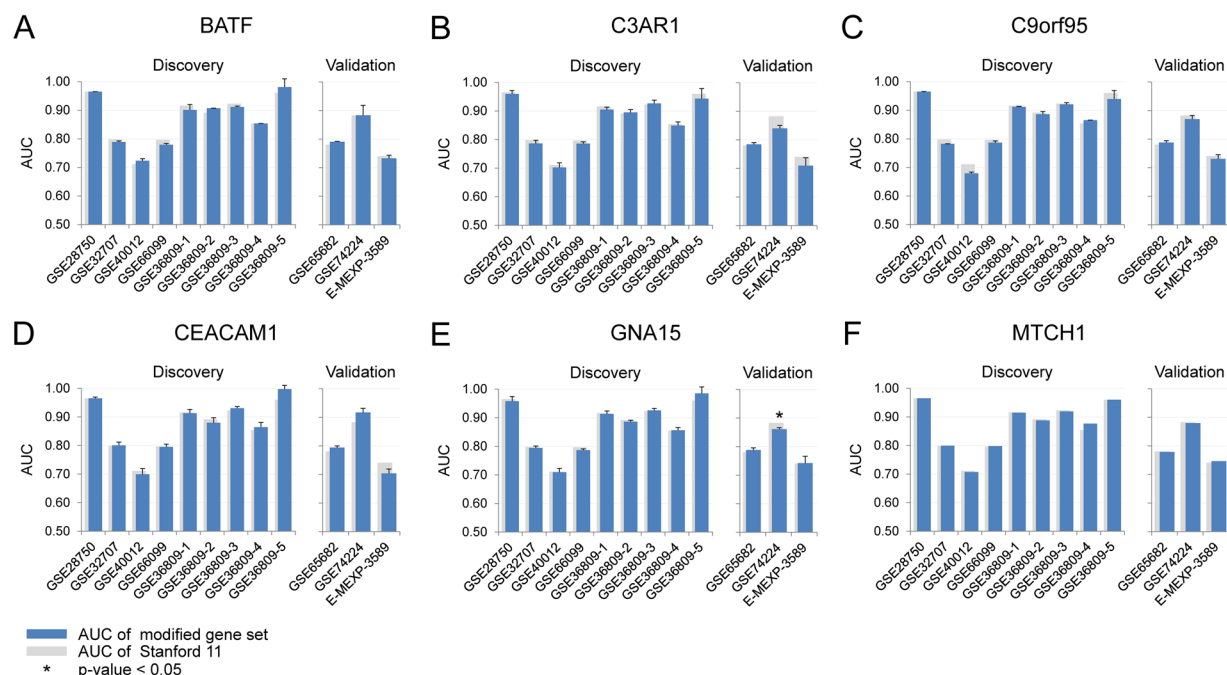 A
BATF
Discovery
Validation
AUC
1.00
0.90
0.80
0.70
0.60
0.50
GSE28750
GSE32707
GSE40012
GSE66099
GSE36809-1
GSE36809-2
GSE36809-3
GSE36809-4
GSE36809-5
GSE65682
GSE74224
E-MEXP-3589
B
C3AR1
Discovery
Validation
AUC
1.00
0.90
0.80
0.70
0.60
0.50
GSE28750
GSE32707
GSE40012
GSE66099
GSE36809-1
GSE36809-2
GSE36809-3
GSE36809-4
GSE36809-5
GSE65682
GSE74224
E-MEXP-3589
C
C9orf95
Discovery
Validation
AUC
1.00
0.90
0.80
0.70
0.60
0.50
GSE28750
GSE32707
GSE40012
GSE66099
GSE36809-1
GSE36809-2
GSE36809-3
GSE36809-4
GSE36809-5
GSE65682
GSE74224
E-MEXP-3589
D
CEACAM1
Discovery
Validation
AUC
1.00
0.90
0.80
0.70
0.60
0.50
GSE28750
GSE32707
GSE40012
GSE66099
GSE36809-1
GSE36809-2
GSE36809-3
GSE36809-4
GSE36809-5
GSE65682
GSE74224
E-MEXP-3589
E
GNA15
Discovery
Validation
AUC
1.00
0.90
0.80
0.70
0.60
0.50
*
GSE28750
GSE32707
GSE40012
GSE66099
GSE36809-1
GSE36809-2
GSE36809-3
GSE36809-4
GSE36809-5
GSE65682
GSE74224
E-MEXP-3589
F
MTCH1
Discovery
Validation
AUC
1.00
0.90
0.80
0.70
0.60
0.50
GSE28750
GSE32707
GSE40012
GSE66099
GSE36809-1
GSE36809-2
GSE36809-3
GSE36809-4
GSE36809-5
GSE65682
GSE74224
E-MEXP-3589
AUC of modified gene set
AUC of Stanford 11
* p-value < 0.05